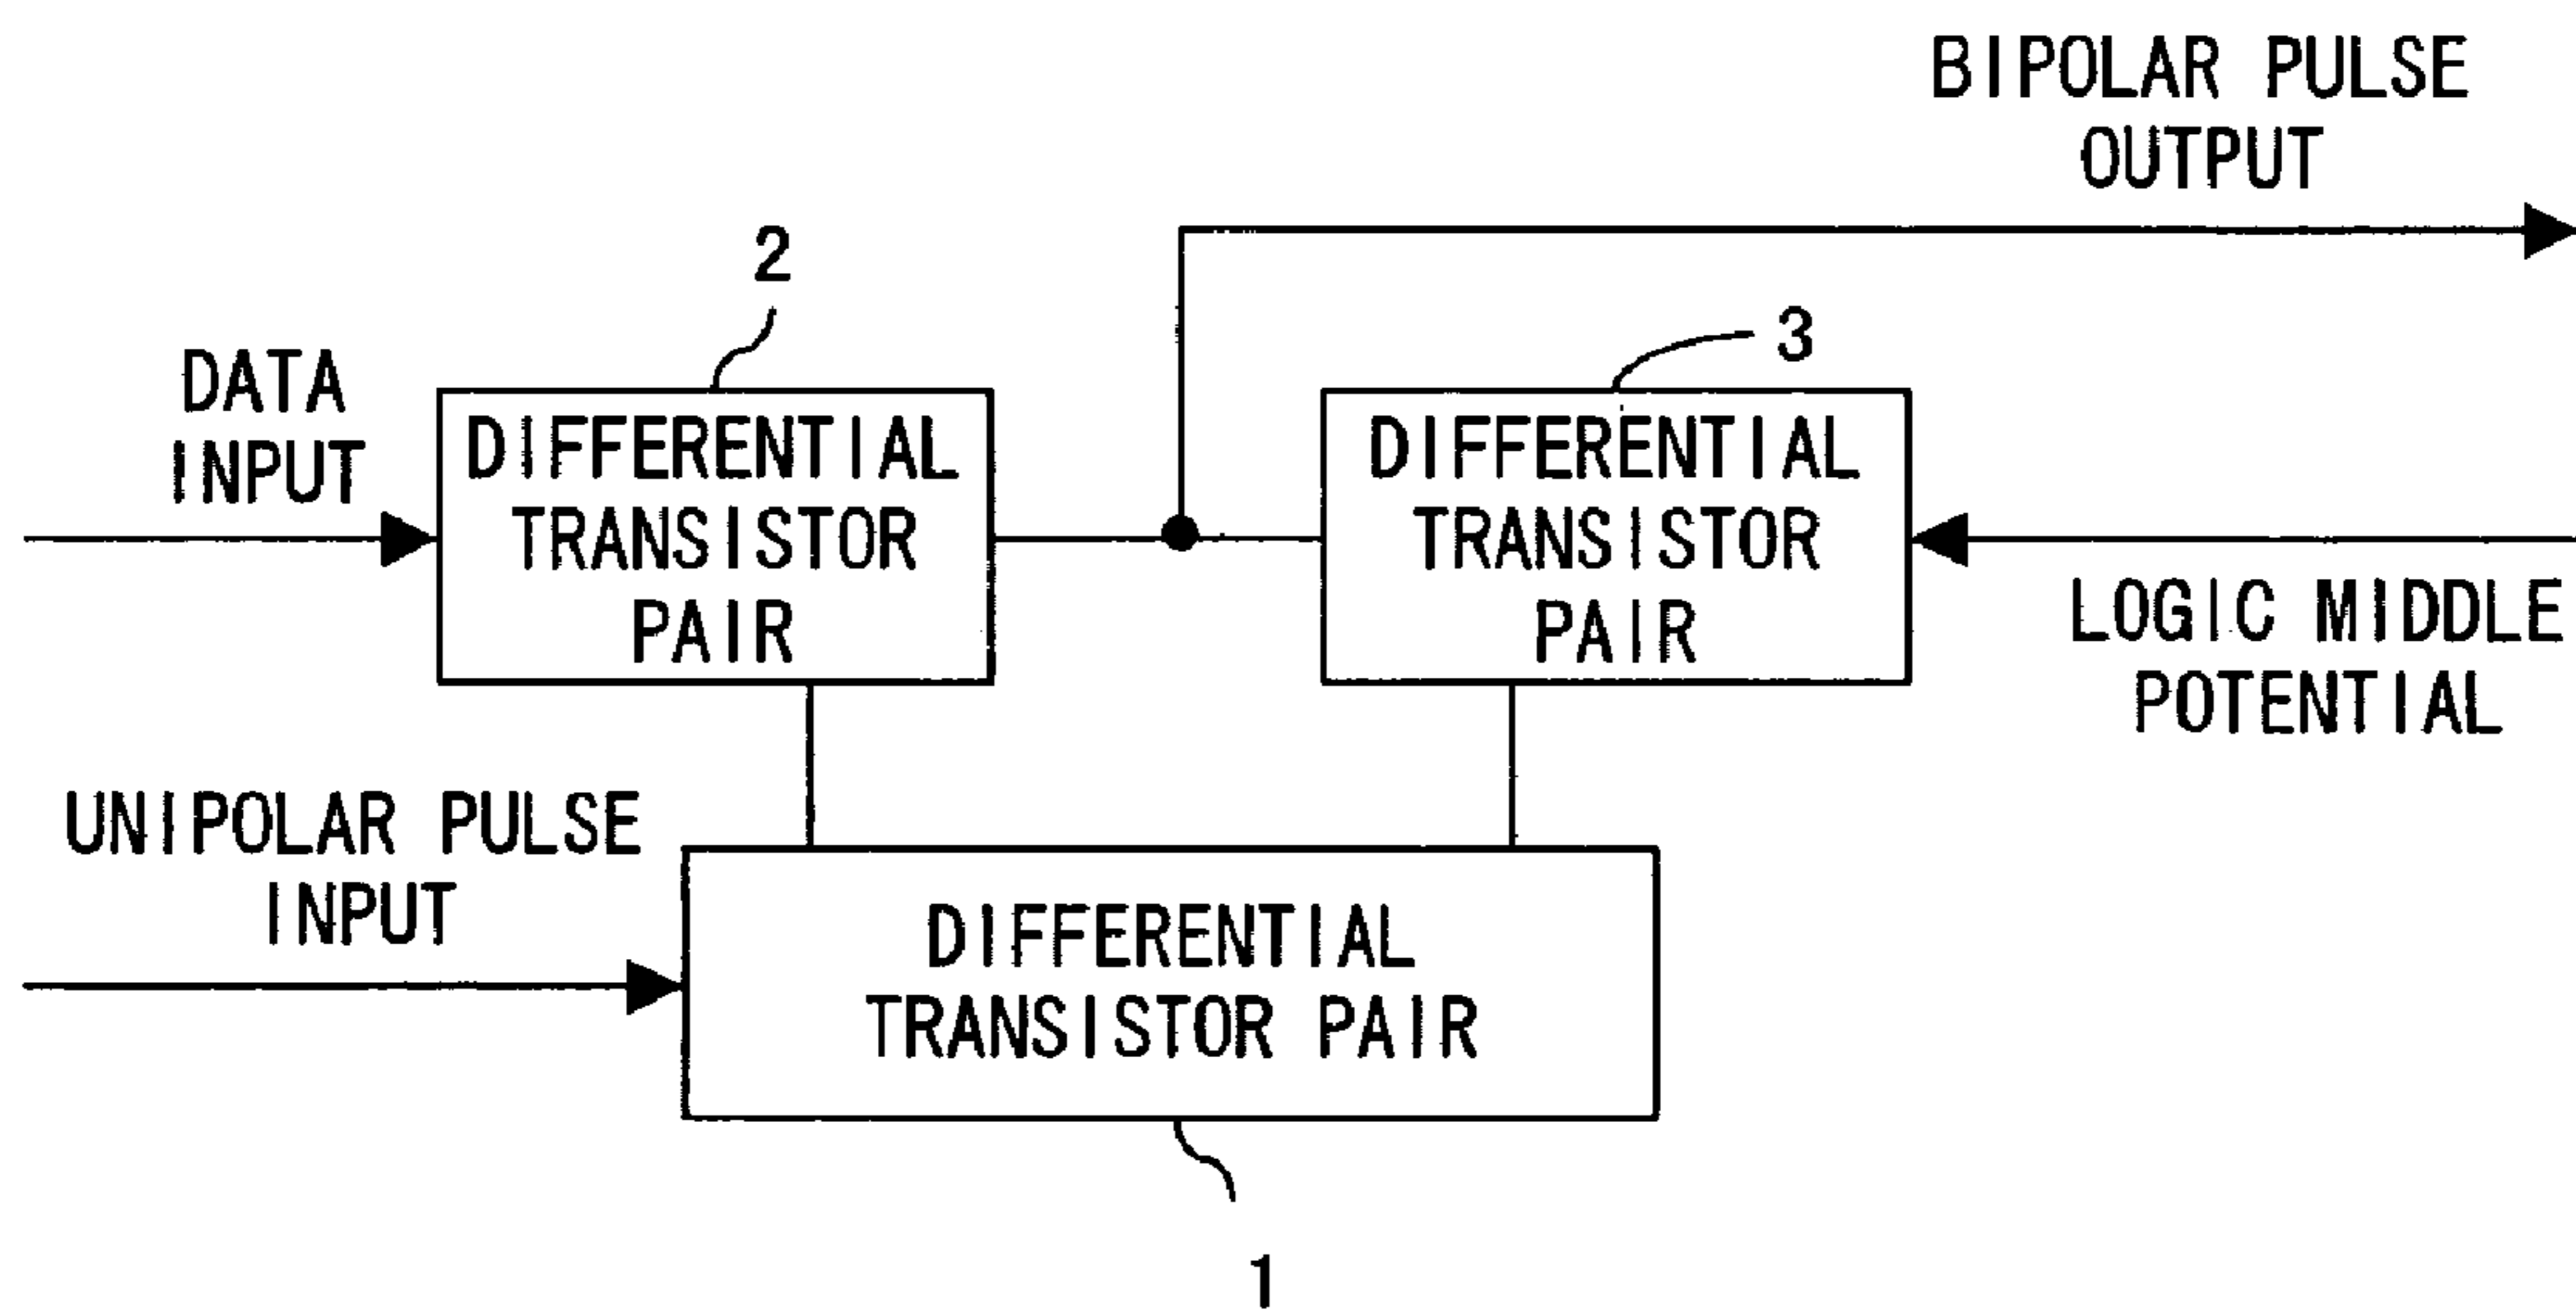 BIPOLAR PULSE
OUTPUT
2
3
DATA
INPUT
DIFFERENTIAL
TRANSISTOR
PAIR
DIFFERENTIAL
TRANSISTOR
PAIR
LOGIC MIDDLE
POTENTIAL
UNIPOLAR PULSE
INPUT
DIFFERENTIAL
TRANSISTOR PAIR
1